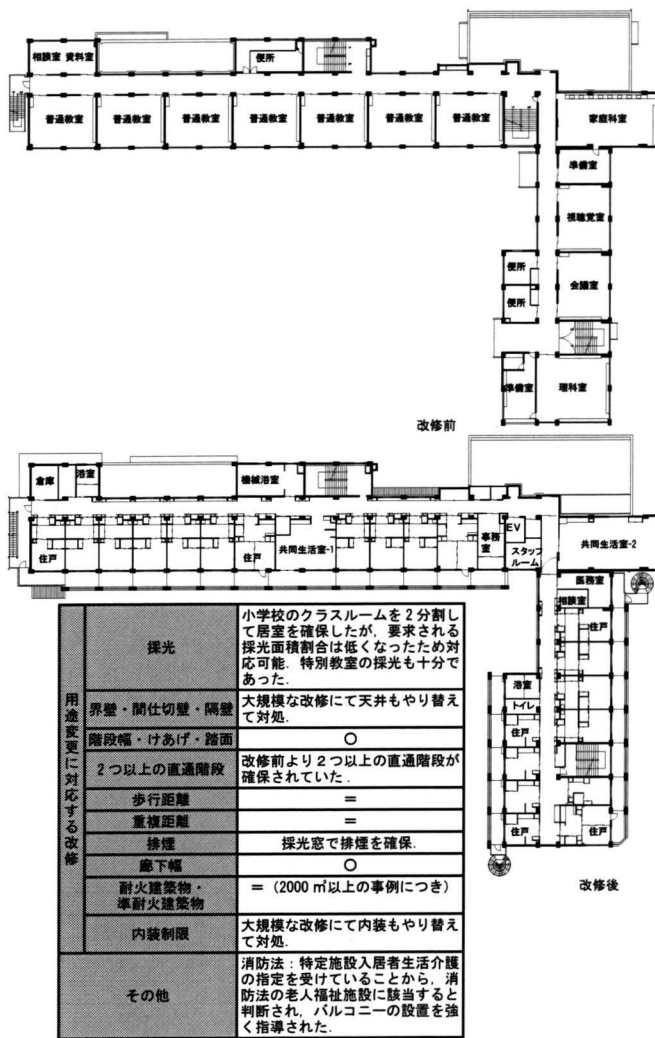 相談室 資料室
便所
普通教室
普通教室
普通教室
普通教室
普通教室
普通教室
普通教室
家庭科室
準備室
視聴覚室
便所
会議室
便所
準備室
理科室
改修前
倉庫
浴室
機械浴室
住戸
住戸
共同生活室-1
事務室
EV
スタッフルーム
共同生活室-2
医務室
相談室
住戸
浴室
トイレ
住戸
住戸
住戸
改修後
用途変更に対応する改修
採光
小学校のクラスルームを2分割し
て居室を確保したが，要求される
採光面積割合は低くなったため対
応可能．特別教室の採光も十分で
あった．
界壁・間仕切壁・隔壁
大規模な改修にて天井もやり替え
て対処．
階段幅・けあげ・踏面
○
2つ以上の直通階段
改修前より2つ以上の直通階段が
確保されていた．
歩行距離
＝
重複距離
＝
排煙
採光窓で排煙を確保．
廊下幅
○
耐火建築物・
準耐火建築物
＝（2000㎡以上の事例につき）
内装制限
大規模な改修にて内装もやり替え
て対処．
その他
消防法：特定施設入居者生活介護
の指定を受けていることから，消
防法の老人福祉施設に該当すると
判断され，バルコニーの設置を強
く指導された．